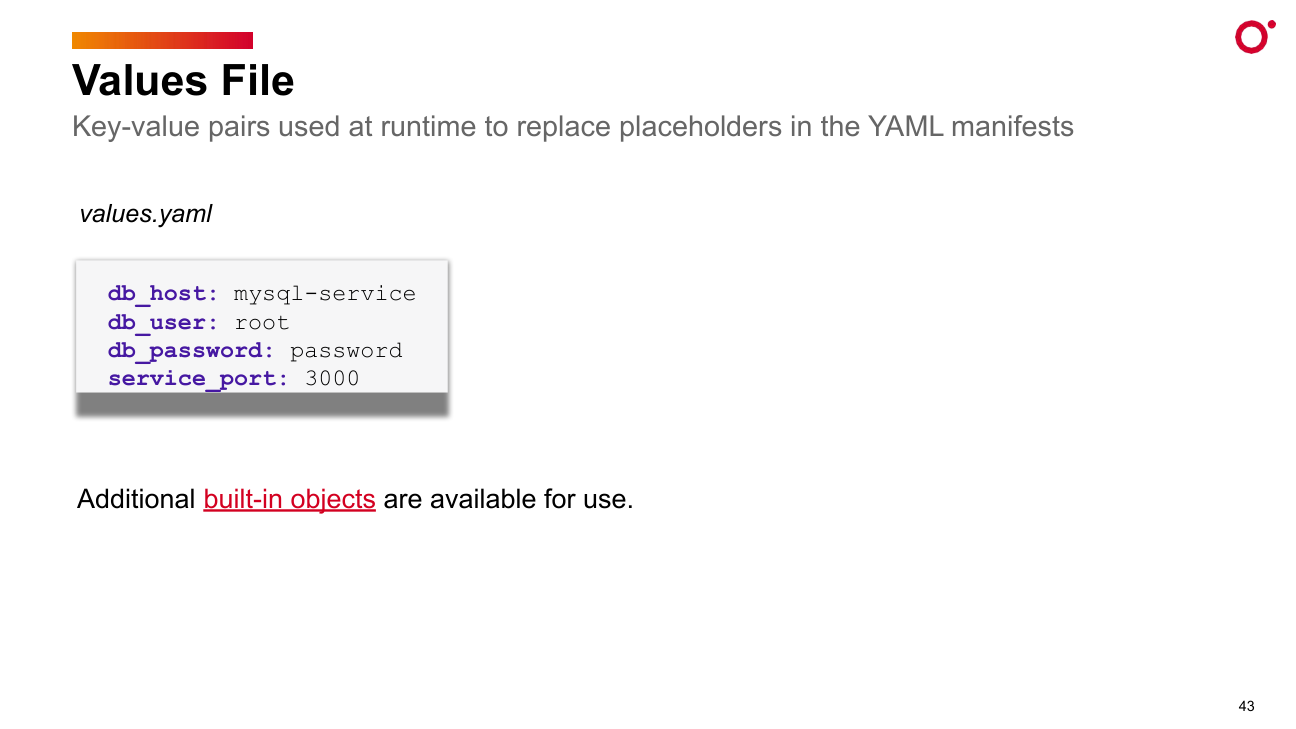 Values File
Key-value pairs used at runtime to replace placeholders in the YAML manifests
values.yaml
db_host: mysql-service
db_user: root
db_password: password
service_port: 3000
Additional built-in objects are available for use.
43